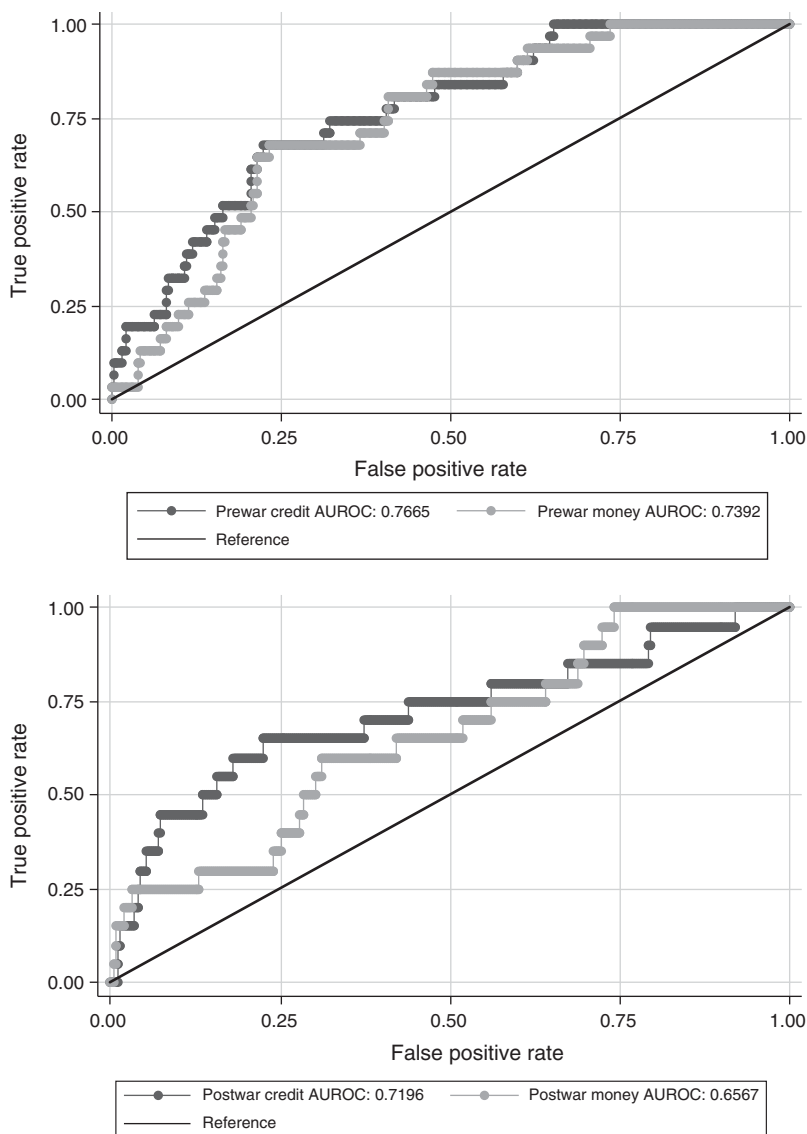 1.00
0.75
0.50
0.25
0.00
True positive rate
0.00 0.25 0.50 0.75 1.00
False positive rate
Prewar credit AUROC: 0.7665 Prewar money AUROC: 0.7392
Reference
1.00
0.75
0.50
0.25
0.00
True positive rate
0.00 0.25 0.50 0.75 1.00
False positive rate
Postwar credit AUROC: 0.7196 Postwar money AUROC: 0.6567
Reference